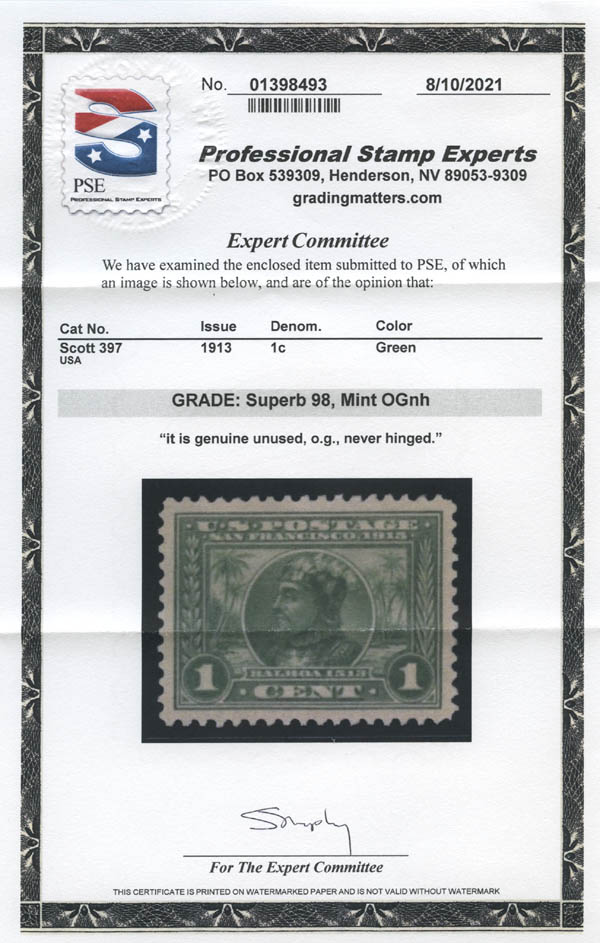 No. 01398493 8/10/2021
PSE
PROFESSIONAL STAMP EXPERTS
Professional Stamp Experts
PO Box 539309, Henderson, NV 89053-9309
gradingmatters.com
Expert Committee
We have examined the enclosed item submitted to PSE, of which
an image is shown below, and are of the opinion that:
Cat No. Issue Denom. Color
Scott 397 1913 1c Green
USA
GRADE: Superb 98, Mint OGnh
“it is genuine unused, o.g., never hinged.”
U.S. POSTAGE
SAN FRANCISCO 1915
BALBOA 1513
1 CENT 1
For The Expert Committee
THIS CERTIFICATE IS PRINTED ON WATERMARKED PAPER AND IS NOT VALID WITHOUT WATERMARK